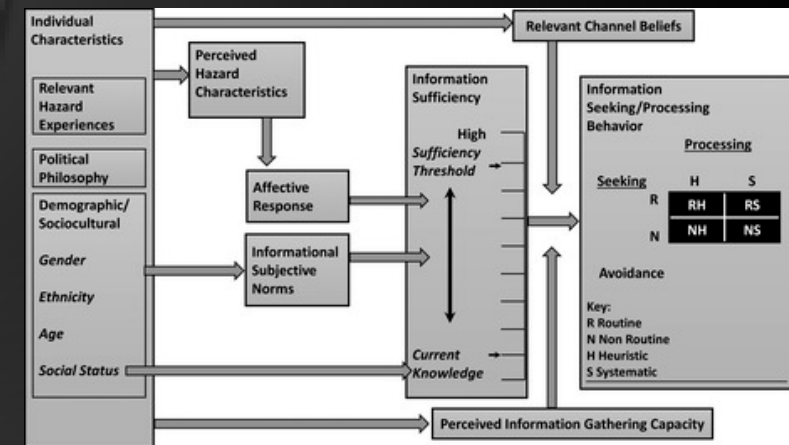 Individual
Characteristics
Relevant
Hazard
Experiences
Political
Philosophy
Demographic/
Sociocultural
Gender
Ethnicity
Age
Social Status
Perceived
Hazard
Characteristics
Affective
Response
Informational
Subjective
Norms
Information
Sufficiency
High
Sufficiency
Threshold
Current
Knowledge
Relevant Channel Beliefs
Perceived Information Gathering Capacity
Information
Seeking/Processing
Behavior
Processing
Seeking H S
R RH RS
N NH NS
Avoidance
Key:
R Routine
N Non Routine
H Heuristic
S Systematic